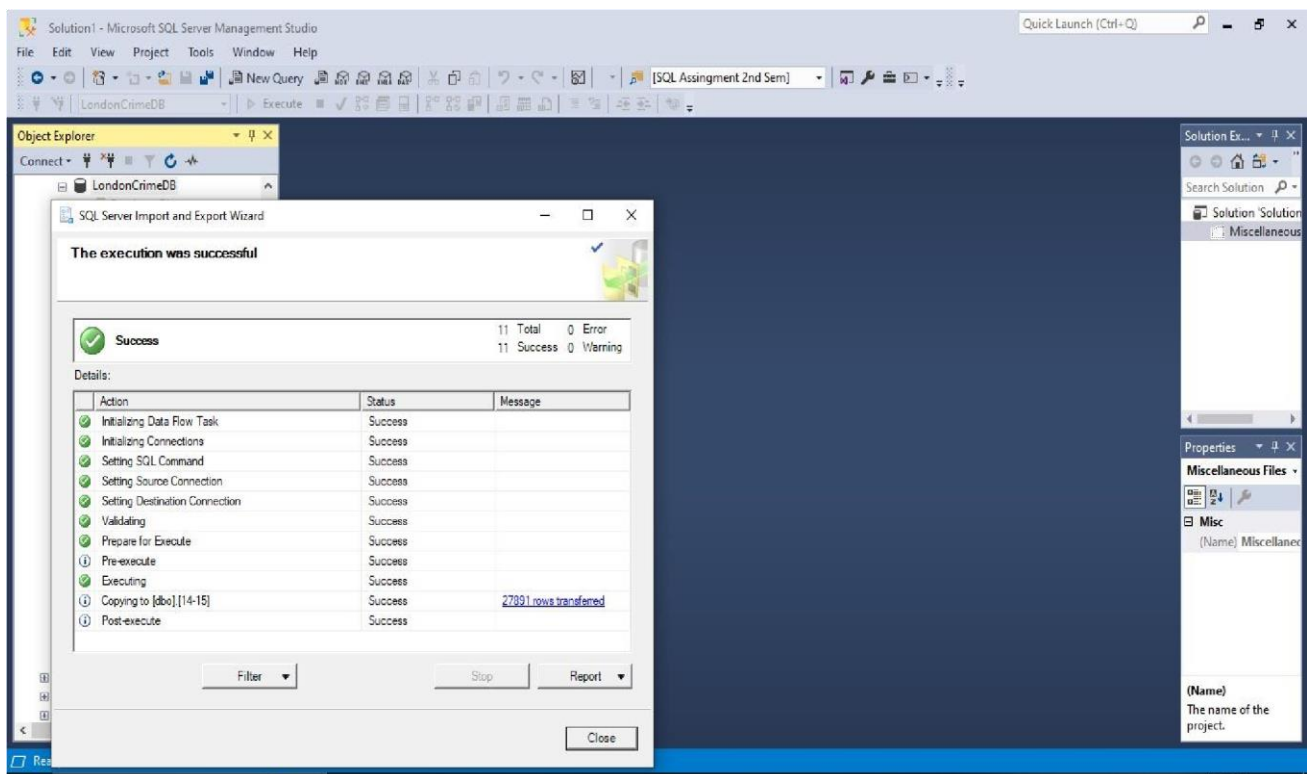 Solution1 - Microsoft SQL Server Management Studio
Quick Launch (Ctrl+Q)
File Edit View Project Tools Window Help
New Query
[SQL Assingment 2nd Sem]
LondonCrimeDB
Execute
Object Explorer
Connect
LondonCrimeDB
SQL Server Import and Export Wizard
The execution was successful
Success
11 Total 0 Error
11 Success 0 Warning
Details:
Action Status Message
Initializing Data Flow Task Success
Initializing Connections Success
Setting SQL Command Success
Setting Source Connection Success
Setting Destination Connection Success
Validating Success
Prepare for Execute Success
Pre-execute Success
Executing Success
Copying to [dbo].[14-15] Success 27891 rows transferred
Post-execute Success
Filter Stop Report
Close
Rea
Solution Ex...
Search Solution
Solution 'Solution
Miscellaneous
Properties
Miscellaneous Files
Misc
(Name) Miscellanec
(Name)
The name of the
project.